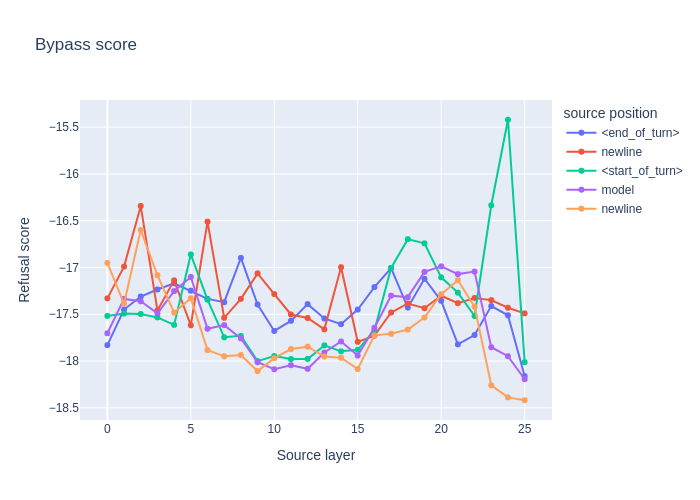 Bypass score
−15.5
−16
−16.5
−17
−17.5
−18
−18.5
Refusal score
0
5
10
15
20
25
Source layer
source position
<end_of_turn>
newline
<start_of_turn>
model
newline